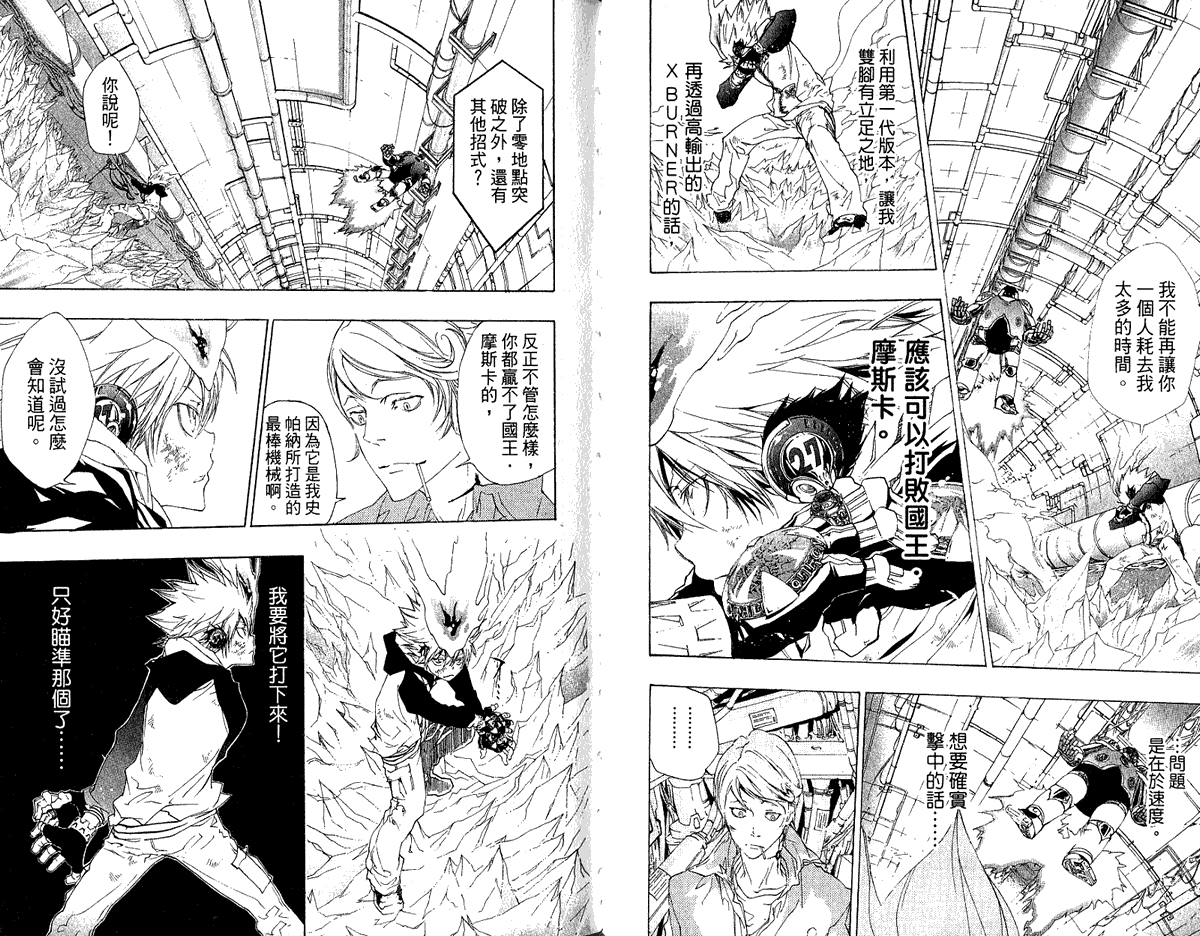 我不能再讓你
一個人耗去我
太多的時間。
利用第一代版本，讓我
雙腳有立足之地，
再透過高輸出的
X BURNER的話，
應該可以打敗國王．
摩斯卡。
27
…問題
是在於速度。
想要確實
擊中的話……
………
………
除了零地點突
破之外，還有
其他招式？
你說呢！
反正不管怎麼樣，
你都贏不了國王．
摩斯卡的，
因為它是我史
帕納所打造的
最棒機械啊。
沒試過怎麼
會知道呢。
27
我要將它打下來！
只好瞄準那個了……